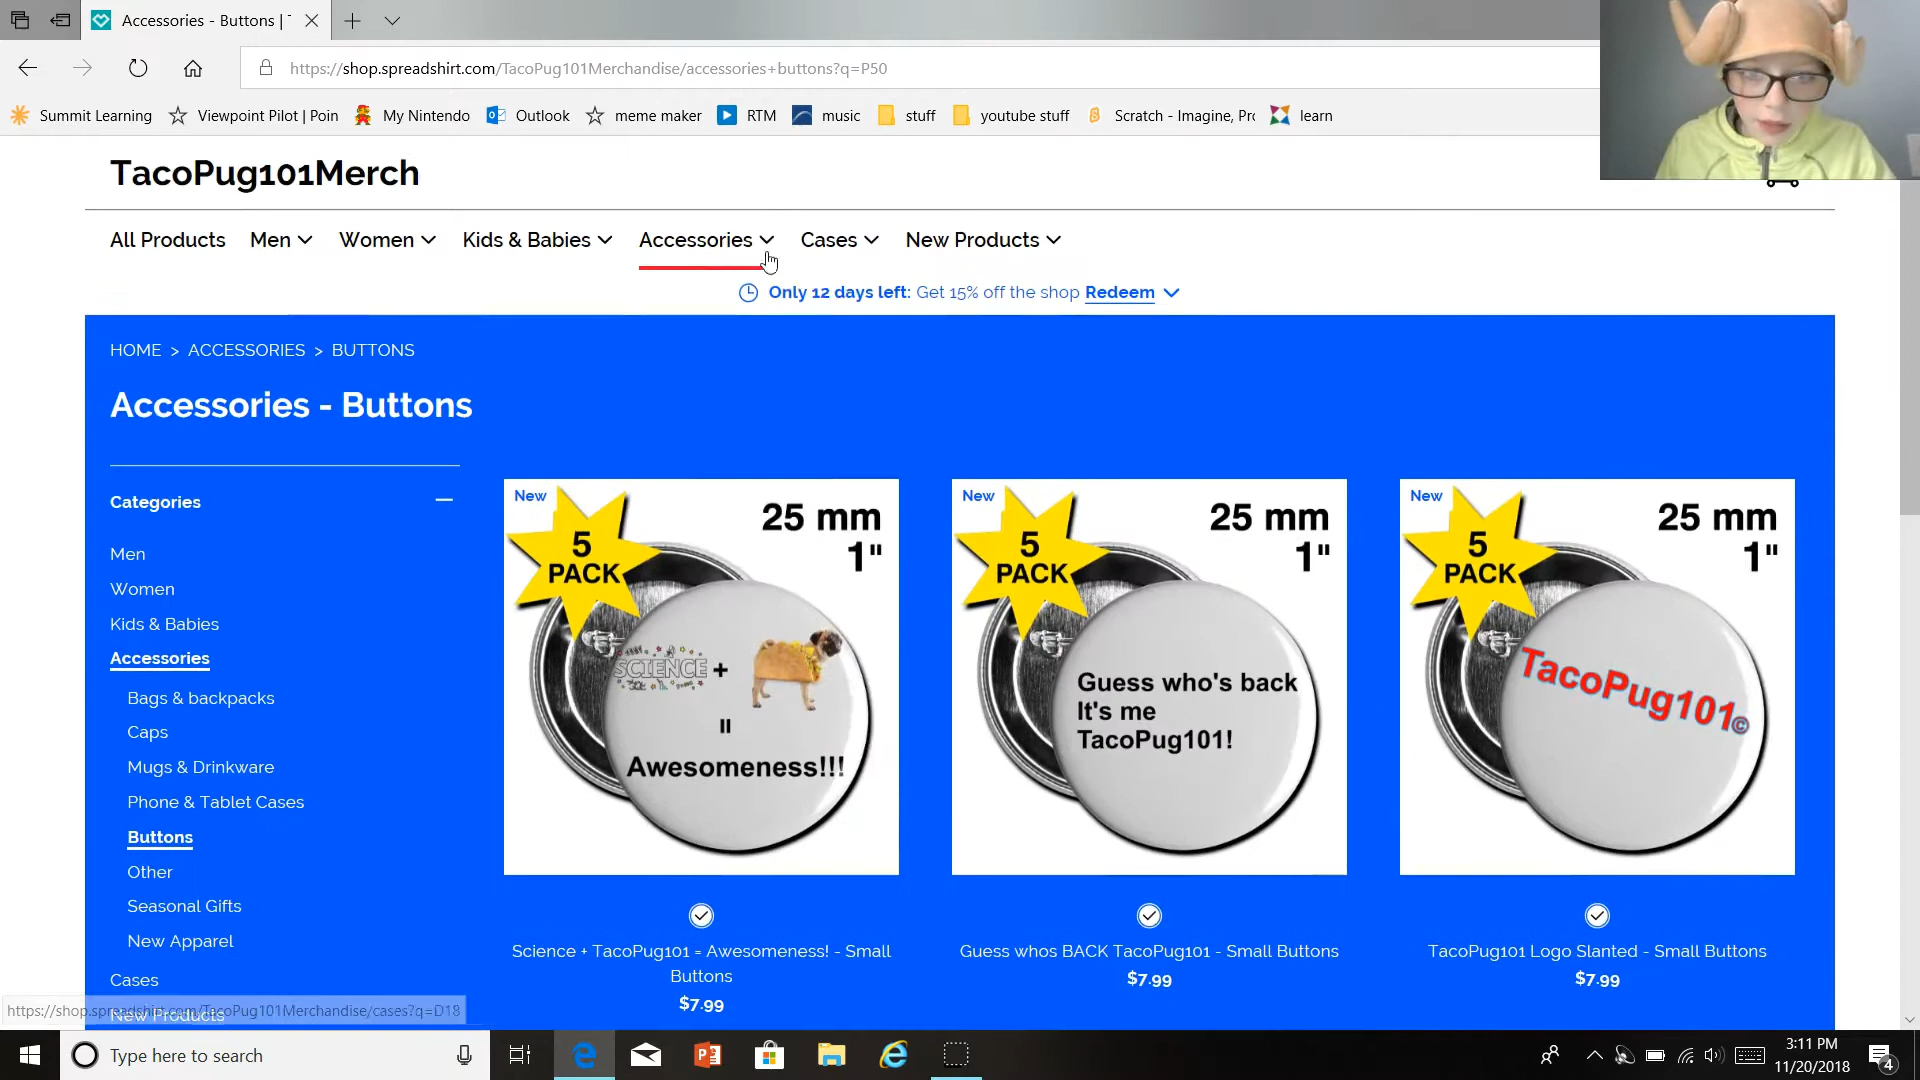 Accessories - Buttons |
https://shop.spreadshirt.com/TacoPug101Merchandise/accessories+buttons?q=P50
Summit Learning
Viewpoint Pilot | Poin
My Nintendo
Outlook
meme maker
RTM
music
stuff
youtube stuff
Scratch - Imagine, Pro
learn
TacoPug101Merch
All Products
Men
Women
Kids & Babies
Accessories
Cases
New Products
Only 12 days left: Get 15% off the shop Redeem
HOME > ACCESSORIES > BUTTONS
Accessories - Buttons
Categories
Men
Women
Kids & Babies
Accessories
Bags & backpacks
Caps
Mugs & Drinkware
Phone & Tablet Cases
Buttons
Other
Seasonal Gifts
New Apparel
Cases
New Products
New
5
PACK
25 mm
1"
SCIENCE +
=
Awesomeness!!!
Science + TacoPug101 = Awesomeness! - Small
Buttons
$7.99
New
5
PACK
25 mm
1"
Guess who's back
It's me
TacoPug101!
Guess whos BACK TacoPug101 - Small Buttons
$7.99
New
5
PACK
25 mm
1"
TacoPug101©
TacoPug101 Logo Slanted - Small Buttons
$7.99
https://shop.spreadshirt.com/TacoPug101Merchandise/cases?q=D18
Type here to search
3:11 PM
11/20/2018
4